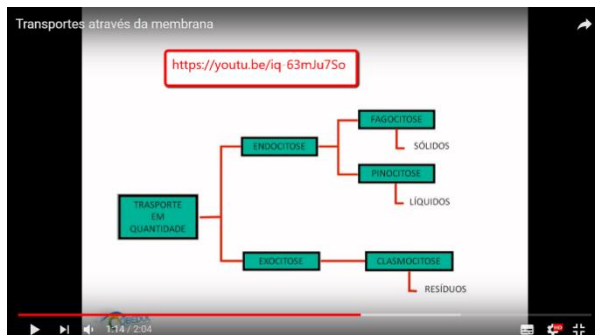 Transportes através da membrana
https://youtu.be/iq-63mJu7So
FAGOCITOSE
SÓLIDOS
ENDOCITOSE
PINOCITOSE
LÍQUIDOS
TRASPORTE
EM
QUANTIDADE
EXOCITOSE
CLASMOCITOSE
RESÍDUOS
1:14 / 2:04